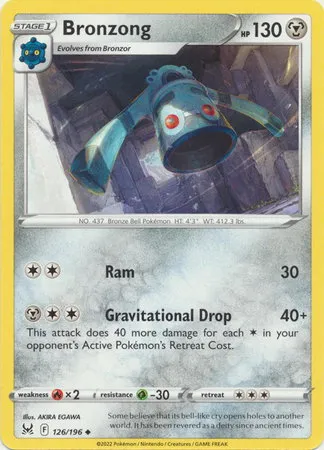 STAGE 1
Bronzong
HP 130
Evolves from Bronzor
NO. 437 Bronze Bell Pokémon HT: 4'3" WT: 412.3 lbs.
Ram 30
Gravitational Drop 40+
This attack does 40 more damage for each in your
opponent's Active Pokémon's Retreat Cost.
weakness ×2 resistance -30 retreat
Illus. AKIRA EGAWA
F 126/196
Some believe that its bell-like cry opens holes to another
world. It has been revered as a deity since ancient times.
©2022 Pokémon / Nintendo / Creatures / GAME FREAK